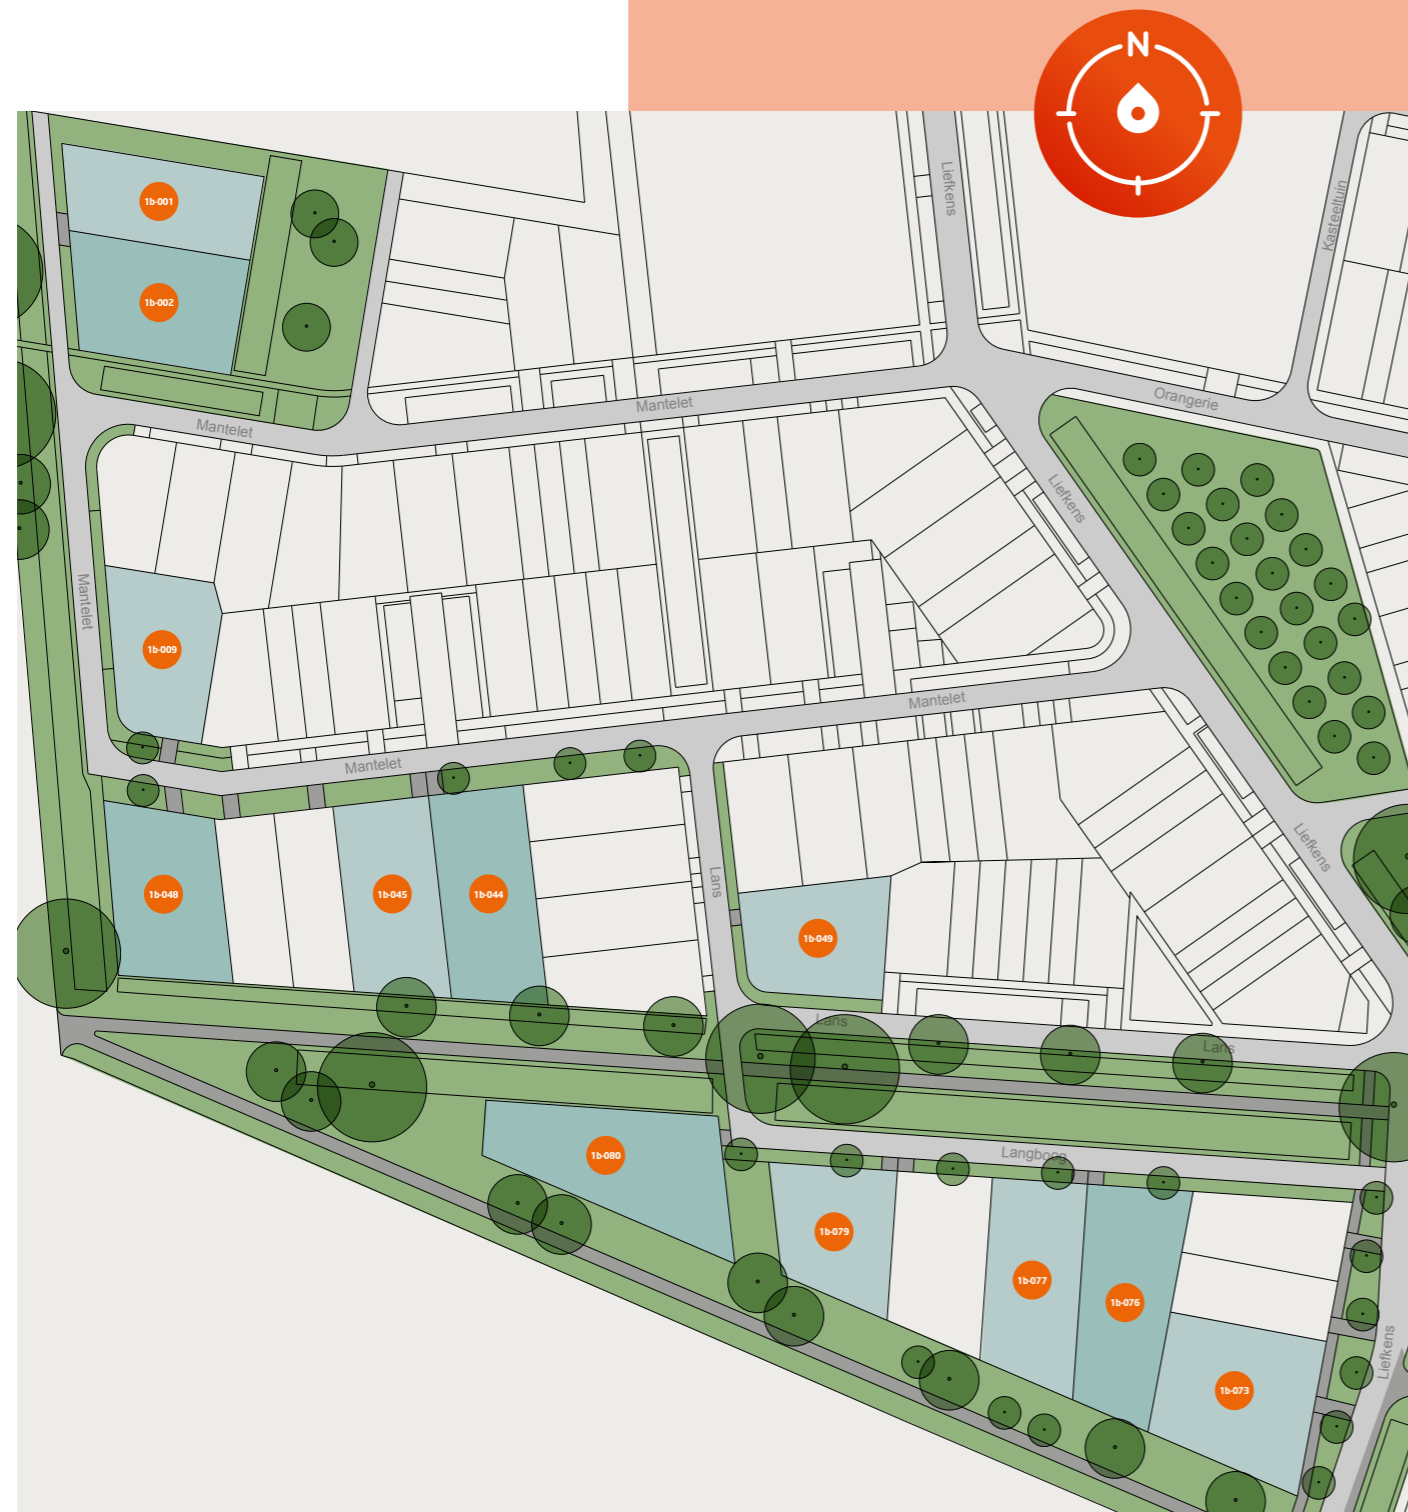 N
1b-001
Liefkens
Kasteeltuin
1b-002
Mantelet
Mantelet
Orangerie
Liefkens
Mantelet
1b-009
Mantelet
Mantelet
Liefkens
Lans
1b-048
1b-045
1b-044
1b-049
Lans
Lans
Langboog
1b-080
1b-079
1b-077
1b-076
Liefkens
1b-073